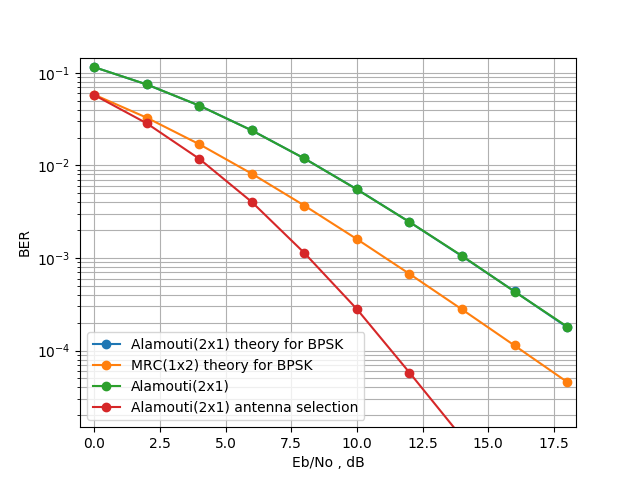 10⁻¹
10⁻²
10⁻³
10⁻⁴
BER
Alamouti(2x1) theory for BPSK
MRC(1x2) theory for BPSK
Alamouti(2x1)
Alamouti(2x1) antenna selection
0.0 2.5 5.0 7.5 10.0 12.5 15.0 17.5
Eb/No , dB